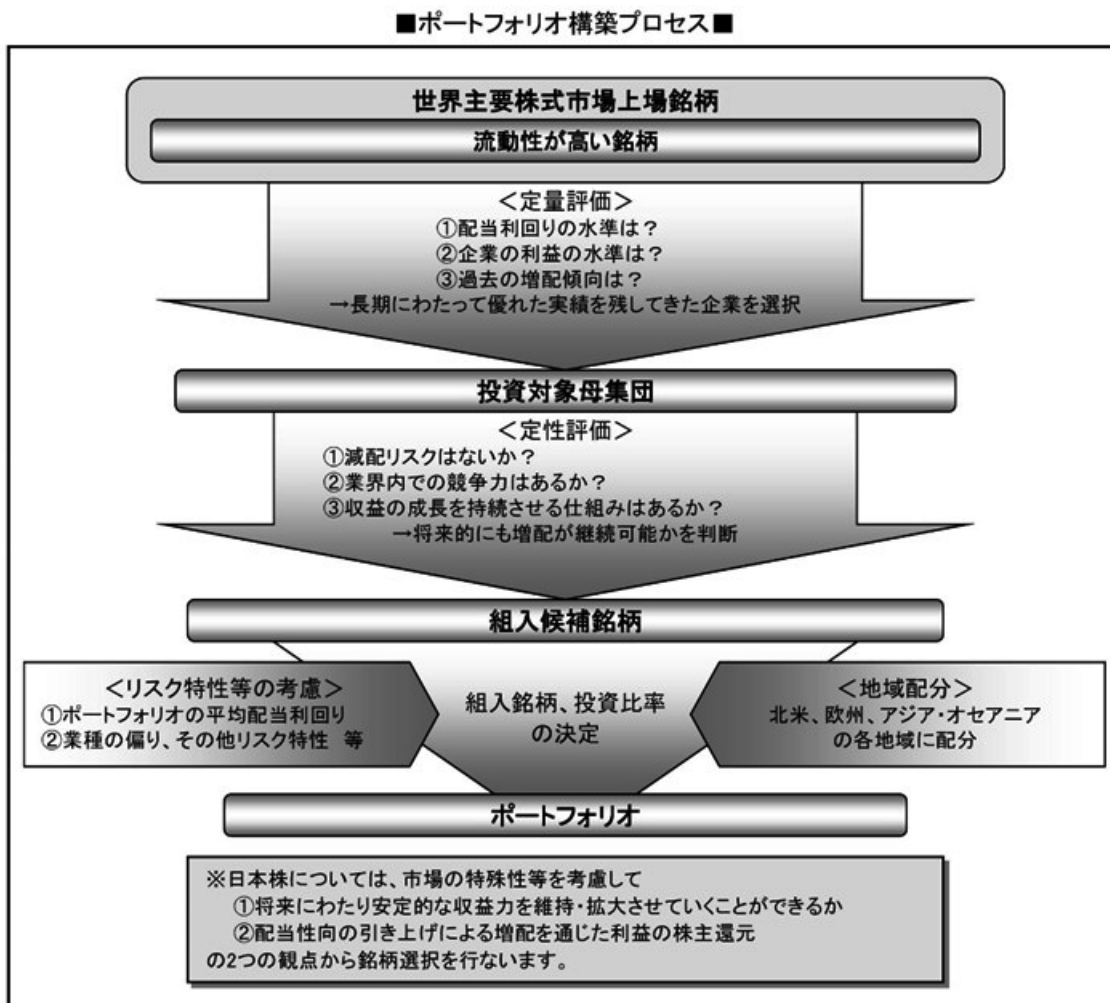 ■ポートフォリオ構築プロセス■
世界主要株式市場上場銘柄
流動性が高い銘柄
＜定量評価＞
①配当利回りの水準は？
②企業の利益の水準は？
③過去の増配傾向は？
→長期にわたって優れた実績を残してきた企業を選択
投資対象母集団
＜定性評価＞
①減配リスクはないか？
②業界内での競争力はあるか？
③収益の成長を持続させる仕組みはあるか？
→将来的にも増配が継続可能かを判断
組入候補銘柄
＜リスク特性等の考慮＞
①ポートフォリオの平均配当利回り
②業種の偏り、その他リスク特性 等
組入銘柄、投資比率
の決定
＜地域配分＞
北米、欧州、アジア・オセアニア
の各地域に配分
ポートフォリオ
※日本株については、市場の特殊性等を考慮して
①将来にわたり安定的な収益力を維持・拡大させていくことができるか
②配当性向の引き上げによる増配を通じた利益の株主還元
の2つの観点から銘柄選択を行ないます。